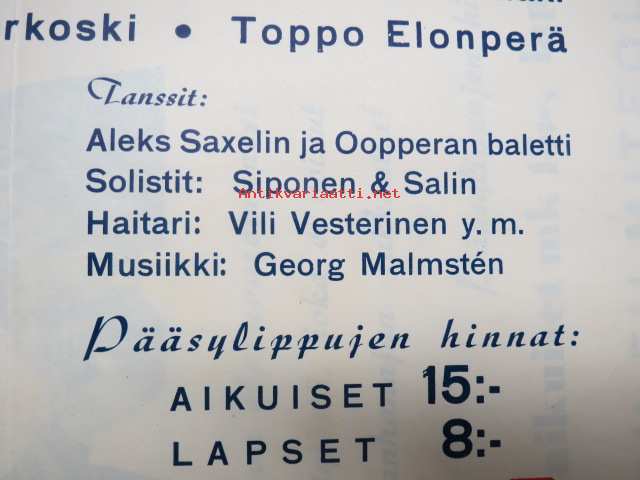 rkoski • Toppo Elonperä
Tanssit:
Aleks Saxelin ja Oopperan baletti
Solistit: Siponen & Salin
Antikvariaatti.net
Haitari: Vili Vesterinen y. m.
Musiikki: Georg Malmstén
Pääsylippujen hinnat:
AIKUISET 15:-
LAPSET 8:-